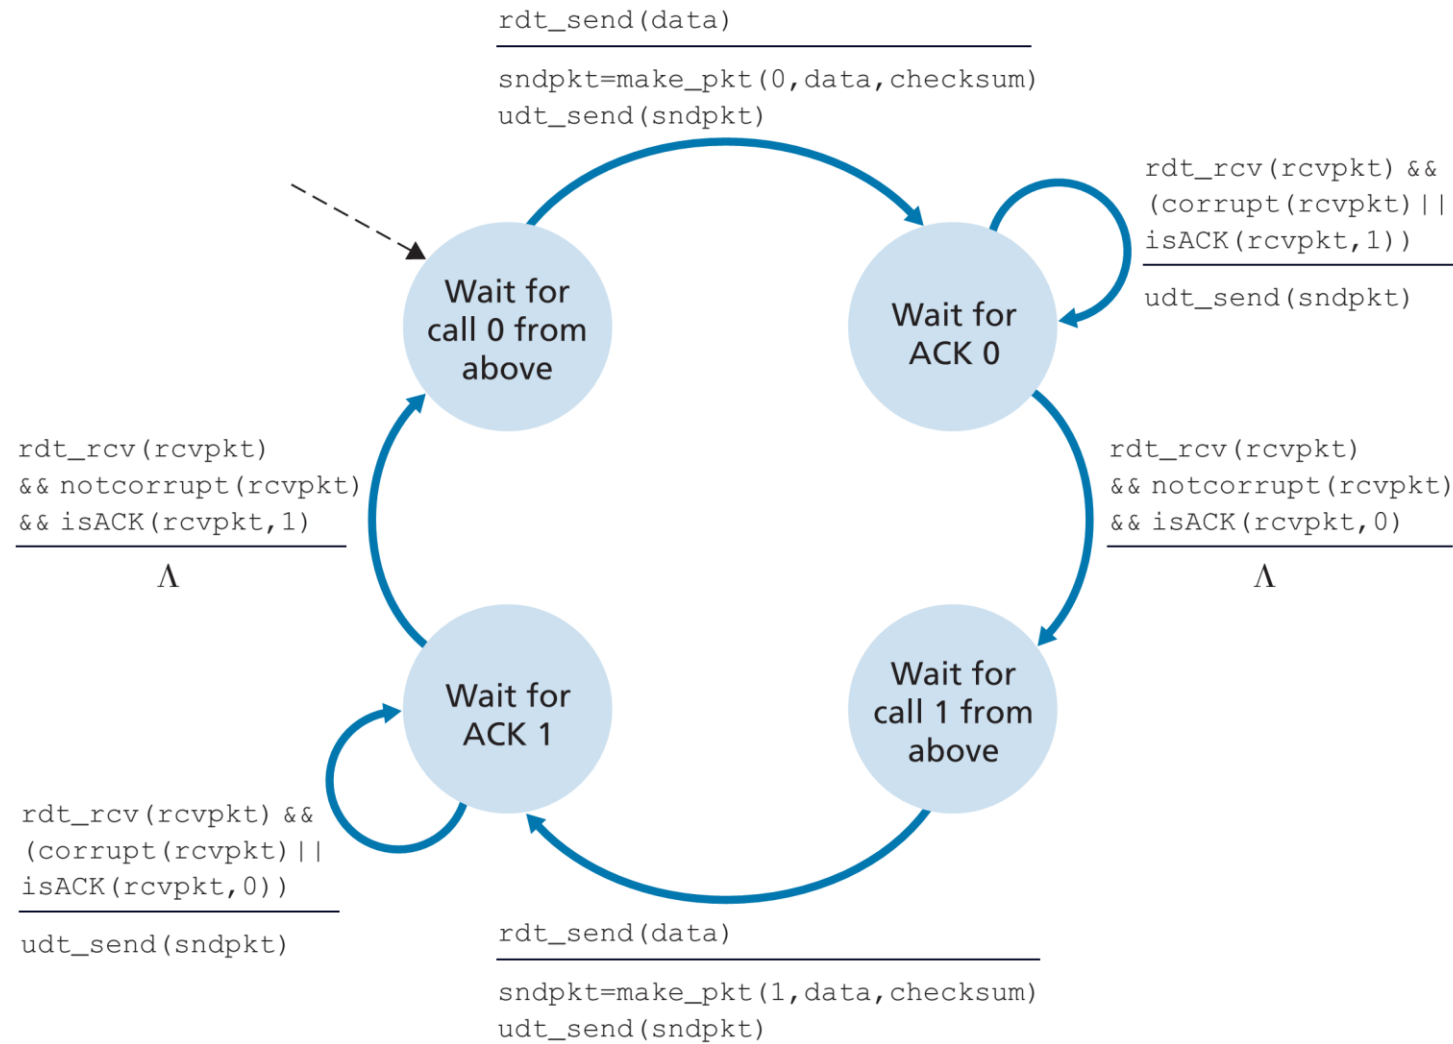 rdt_send(data)
sndpkt=make_pkt(0,data,checksum)
udt_send(sndpkt)
rdt_rcv(rcvpkt) &&
(corrupt(rcvpkt)||
isACK(rcvpkt,1))
udt_send(sndpkt)
Wait for
call 0 from
above
Wait for
ACK 0
rdt_rcv(rcvpkt)
&& notcorrupt(rcvpkt)
&& isACK(rcvpkt,1)
Λ
rdt_rcv(rcvpkt)
&& notcorrupt(rcvpkt)
&& isACK(rcvpkt,0)
Λ
Wait for
ACK 1
Wait for
call 1 from
above
rdt_rcv(rcvpkt) &&
(corrupt(rcvpkt)||
isACK(rcvpkt,0))
udt_send(sndpkt)
rdt_send(data)
sndpkt=make_pkt(1,data,checksum)
udt_send(sndpkt)